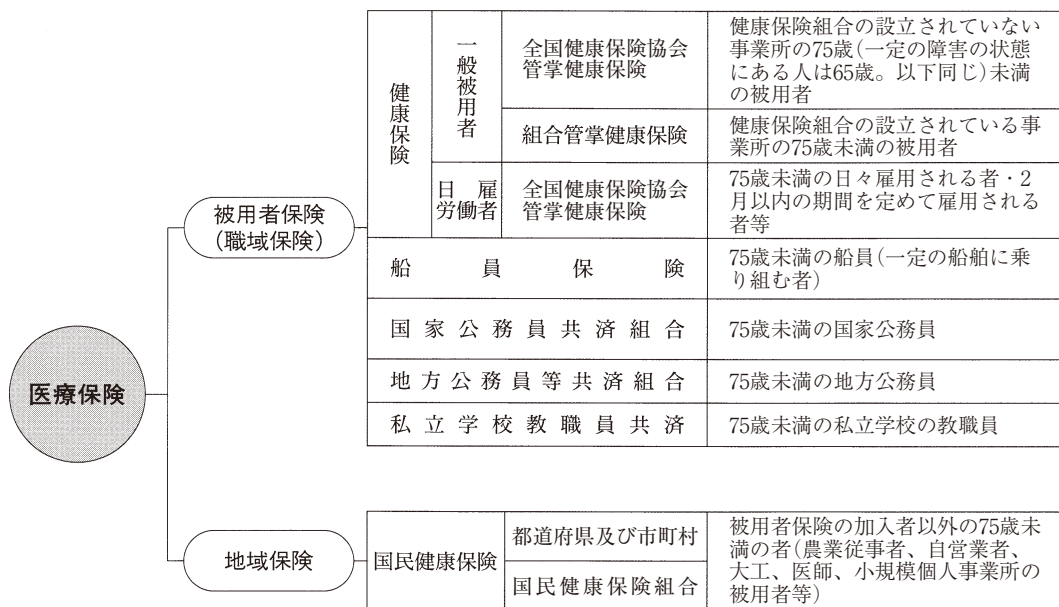 医療保険
被用者保険
(職域保険)
健康保険
一般被用者
全国健康保険協会
管掌健康保険
健康保険組合の設立されていない
事業所の75歳(一定の障害の状態
にある人は65歳。以下同じ)未満
の被用者
組合管掌健康保険
健康保険組合の設立されている事
業所の75歳未満の被用者
日雇
労働者
全国健康保険協会
管掌健康保険
75歳未満の日々雇用される者・2
月以内の期間を定めて雇用される
者等
船員保険
75歳未満の船員(一定の船舶に乗
り組む者)
国家公務員共済組合
75歳未満の国家公務員
地方公務員等共済組合
75歳未満の地方公務員
私立学校教職員共済
75歳未満の私立学校の教職員
地域保険
国民健康保険
都道府県及び市町村
国民健康保険組合
被用者保険の加入者以外の75歳未
満の者(農業従事者、自営業者、
大工、医師、小規模個人事業所の
被用者等)